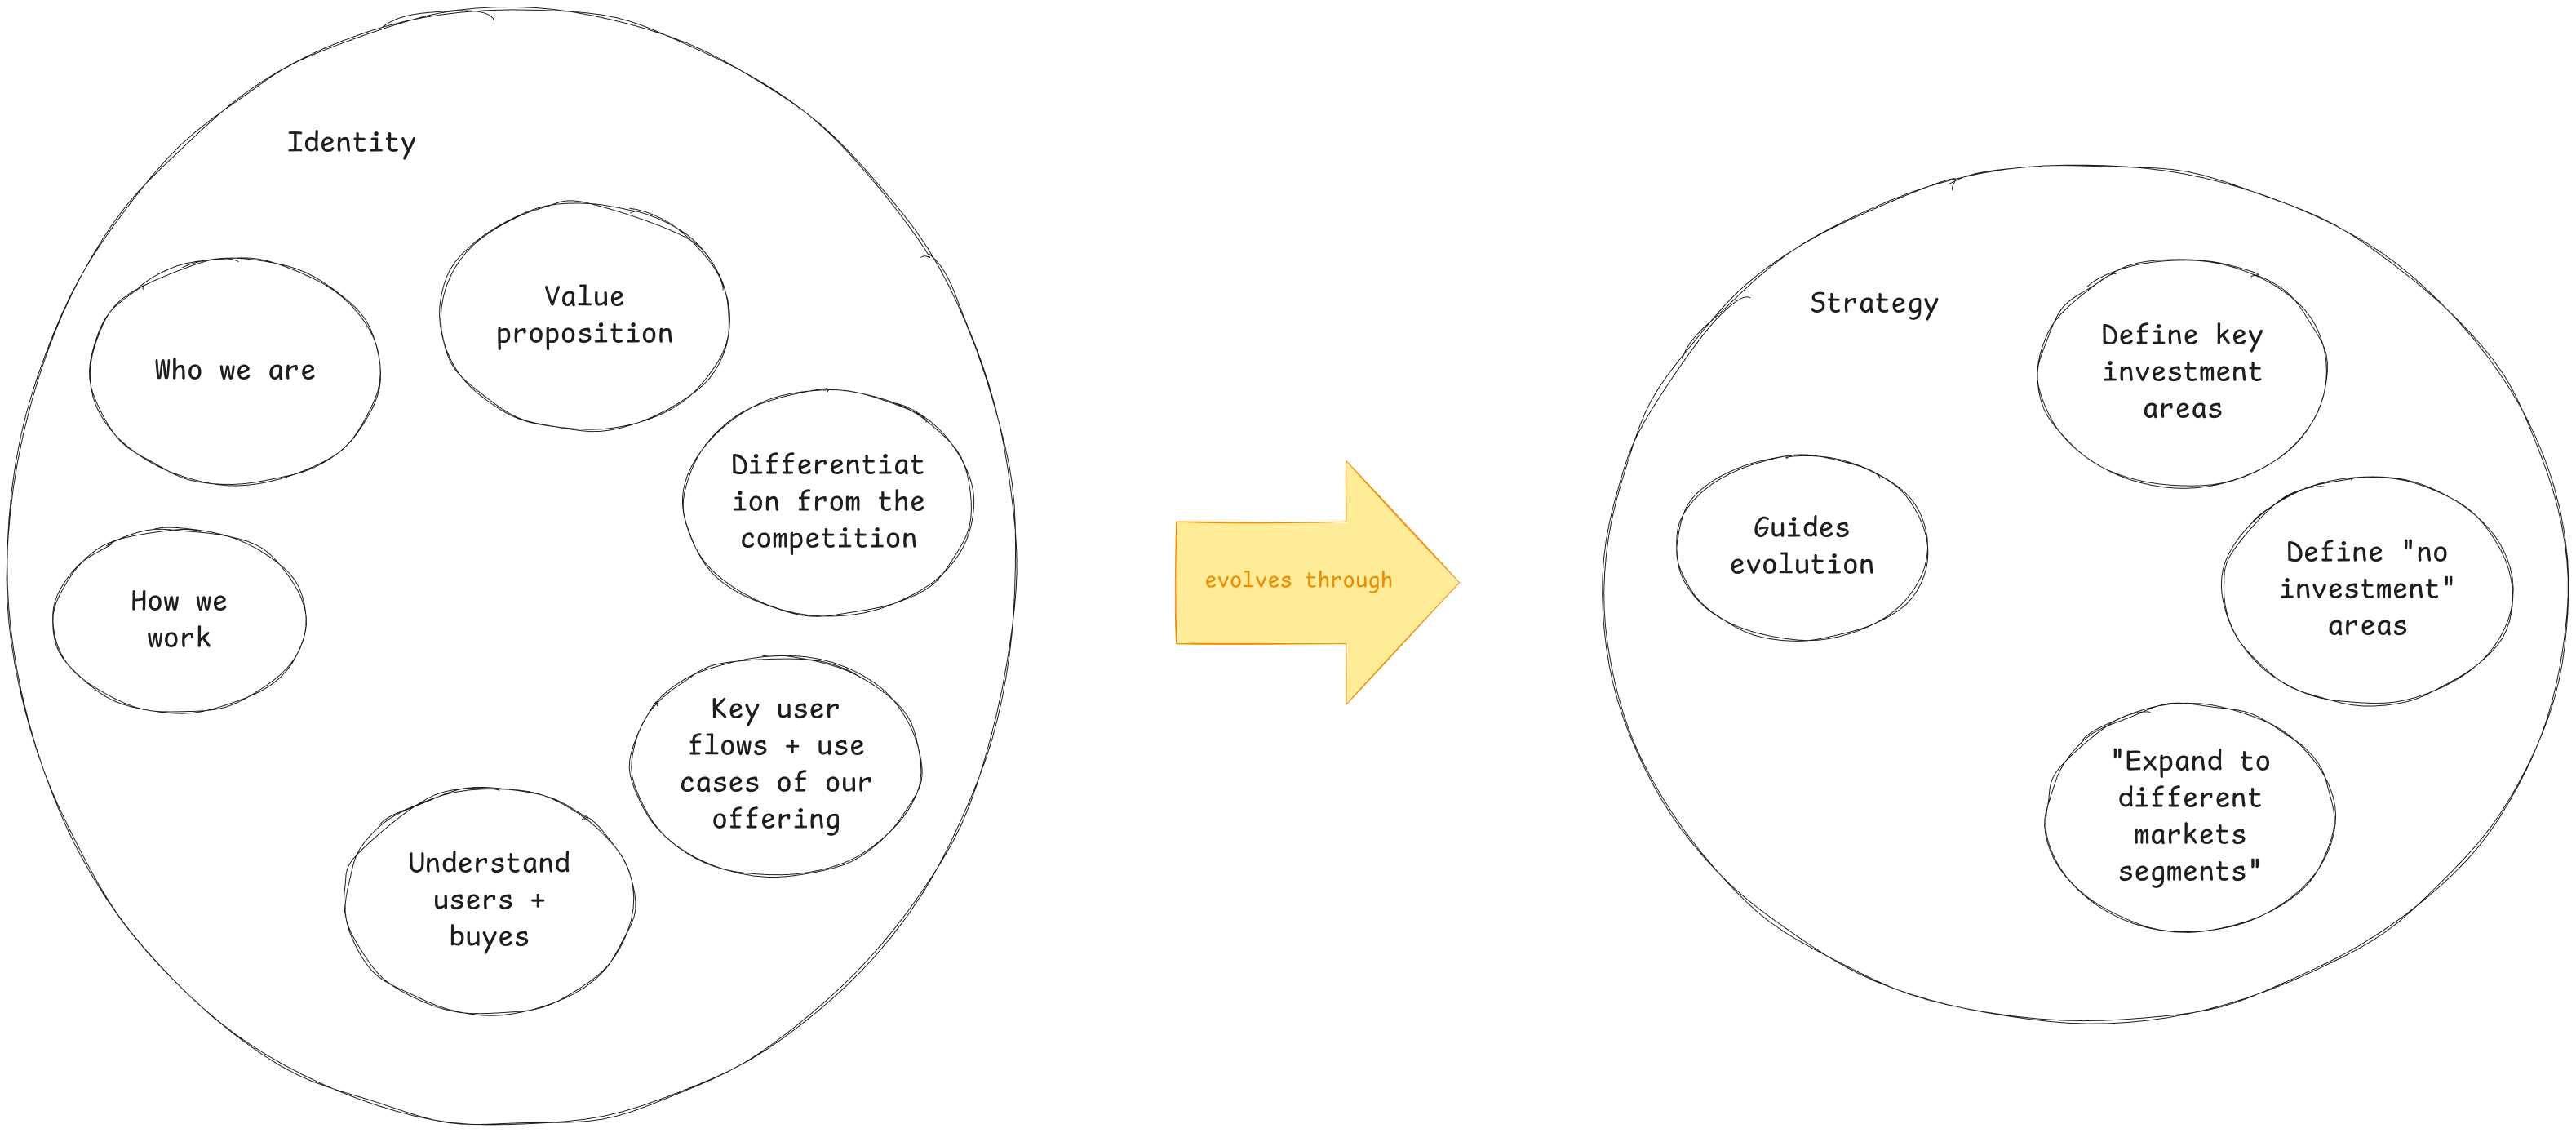 Identity
Value
proposition
Who we are
Differentiat
ion from the
competition
How we
work
Key user
flows + use
cases of our
offering
Understand
users +
buyes
evolves through
Strategy
Define key
investment
areas
Guides
evolution
Define "no
investment"
areas
"Expand to
different
markets
segments"